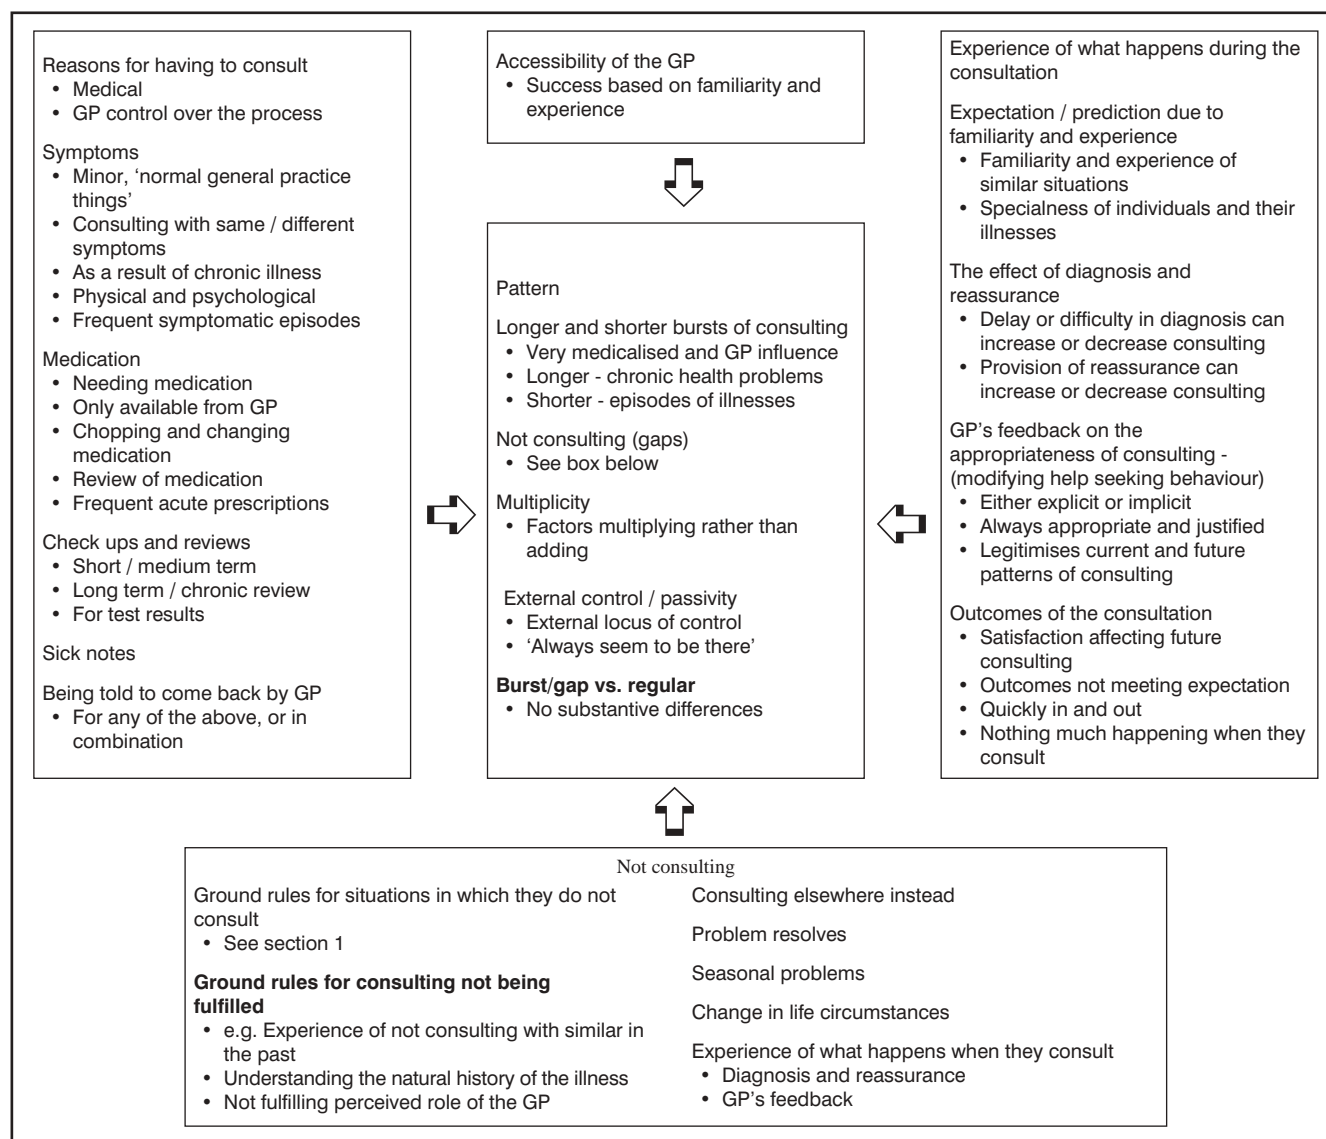 Reasons for having to consult
• Medical
• GP control over the process
Symptoms
• Minor, ‘normal general practice
things’
• Consulting with same / different
symptoms
• As a result of chronic illness
• Physical and psychological
• Frequent symptomatic episodes
Medication
• Needing medication
• Only available from GP
• Chopping and changing
medication
• Review of medication
• Frequent acute prescriptions
Check ups and reviews
• Short / medium term
• Long term / chronic review
• For test results
Sick notes
Being told to come back by GP
• For any of the above, or in
combination
Accessibility of the GP
• Success based on familiarity and
experience
Pattern
Longer and shorter bursts of consulting
• Very medicalised and GP influence
• Longer - chronic health problems
• Shorter - episodes of illnesses
Not consulting (gaps)
• See box below
Multiplicity
• Factors multiplying rather than
adding
External control / passivity
• External locus of control
• ‘Always seem to be there’
Burst/gap vs. regular
• No substantive differences
Experience of what happens during the
consultation
Expectation / prediction due to
familiarity and experience
• Familiarity and experience of
similar situations
• Specialness of individuals and their
illnesses
The effect of diagnosis and
reassurance
• Delay or difficulty in diagnosis can
increase or decrease consulting
• Provision of reassurance can
increase or decrease consulting
GP’s feedback on the
appropriateness of consulting -
(modifying help seeking behaviour)
• Either explicit or implicit
• Always appropriate and justified
• Legitimises current and future
patterns of consulting
Outcomes of the consultation
• Satisfaction affecting future
consulting
• Outcomes not meeting expectation
• Quickly in and out
• Nothing much happening when they
consult
Not consulting
Ground rules for situations in which they do not
consult
• See section 1
Ground rules for consulting not being
fulfilled
• e.g. Experience of not consulting with similar in
the past
• Understanding the natural history of the illness
• Not fulfilling perceived role of the GP
Consulting elsewhere instead
Problem resolves
Seasonal problems
Change in life circumstances
Experience of what happens when they consult
• Diagnosis and reassurance
• GP’s feedback